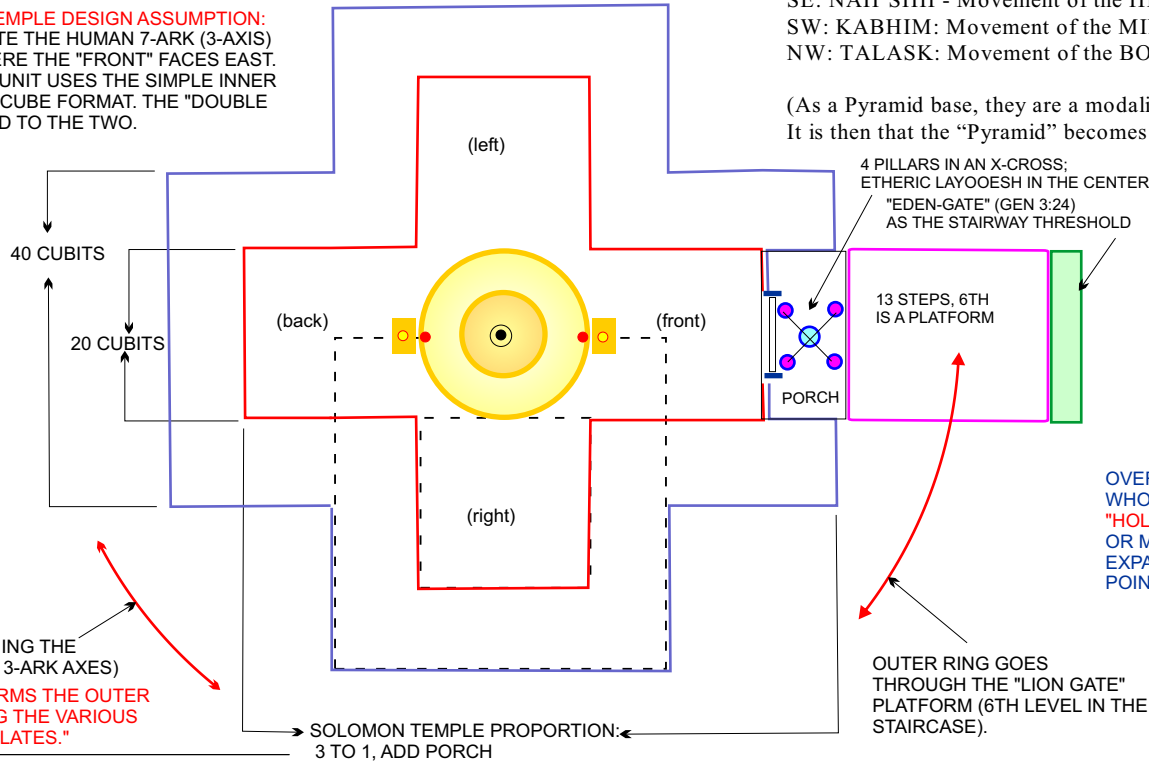 EMPLE DESIGN ASSUMPTION:
TE THE HUMAN 7-ARK (3-AXIS)
ERE THE "FRONT" FACES EAST.
UNIT USES THE SIMPLE INNER
CUBE FORMAT. THE "DOUBLE
D TO THE TWO.
SW: KABHIM: Movement of the
NW: TALASK: Movement of the BO
(As a Pyramid base, they are a modali
It is then that the “Pyramid” becomes
4 PILLARS IN AN X-CROSS;
ETHERIC LAYOOESH IN THE CENTER
"EDEN-GATE" (GEN 3:24)
AS THE STAIRWAY THRESHOLD
(left)
40 CUBITS
20 CUBITS
(back)
(front)
13 STEPS, 6TH
IS A PLATFORM
PORCH
(right)
OVER
WHO
"HOL
OR M
EXPA
POIN
ING THE
3-ARK AXES)
RMS THE OUTER
G THE VARIOUS
LATES."
OUTER RING GOES
THROUGH THE "LION GATE"
PLATFORM (6TH LEVEL IN THE
STAIRCASE).
SOLOMON TEMPLE PROPORTION:
3 TO 1, ADD PORCH